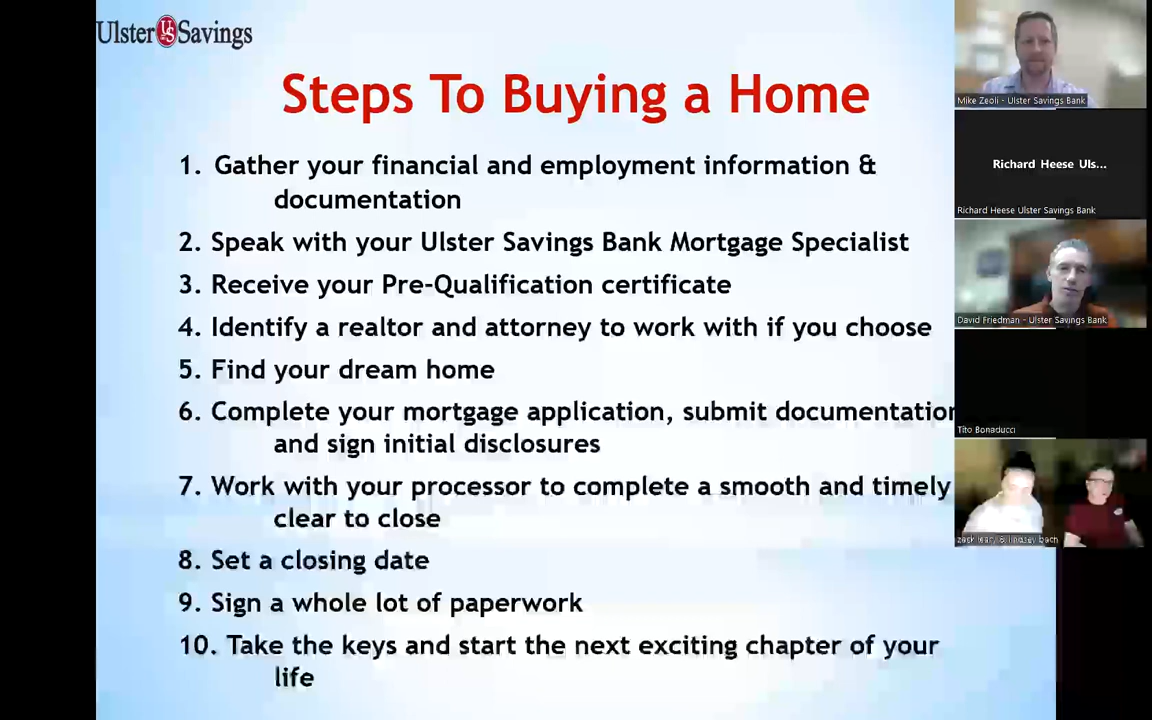 Ulster US Savings
Steps To Buying a Home
1. Gather your financial and employment information &
documentation
2. Speak with your Ulster Savings Bank Mortgage Specialist
3. Receive your Pre-Qualification certificate
4. Identify a realtor and attorney to work with if you choose
5. Find your dream home
6. Complete your mortgage application, submit documentation
and sign initial disclosures
7. Work with your processor to complete a smooth and timely
clear to close
8. Set a closing date
9. Sign a whole lot of paperwork
10. Take the keys and start the next exciting chapter of your
life
Mike Zeoli - Ulster Savings Bank
Richard Heese Uls...
Richard Heese Ulster Savings Bank
David Friedman - Ulster Savings Bank
Tito Bonaducci
zack leary & lindsey bach